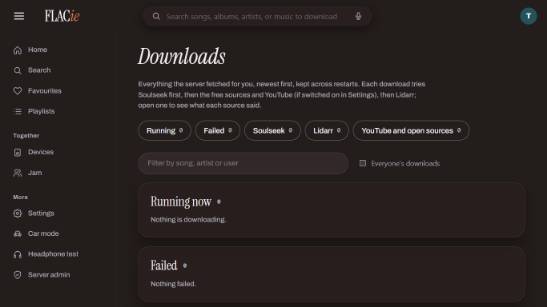 FLACie
Search songs, albums, artists, or music to download
T
Home
Search
Favourites
Playlists
Together
Devices
Jam
More
Settings
Car mode
Headphone test
Server admin
Downloads
Everything the server fetched for you, newest first, kept across restarts. Each download tries
Soulseek first, then the free sources and YouTube (if switched on in Settings), then Lidarr;
open one to see what each source said.
Running 0 Failed 0 Soulseek 0 Lidarr 0 YouTube and open sources 0
Filter by song, artist or user Everyone's downloads
Running now 0
Nothing is downloading.
Failed 0
Nothing failed.